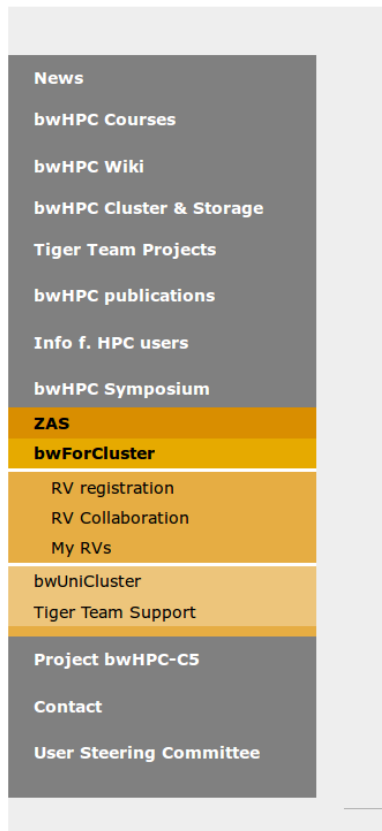 News
bwHPC Courses
bwHPC Wiki
bwHPC Cluster & Storage
Tiger Team Projects
bwHPC publications
Info f. HPC users
bwHPC Symposium
ZAS
bwForCluster
RV registration
RV Collaboration
My RVs
bwUniCluster
Tiger Team Support
Project bwHPC-C5
Contact
User Steering Committee